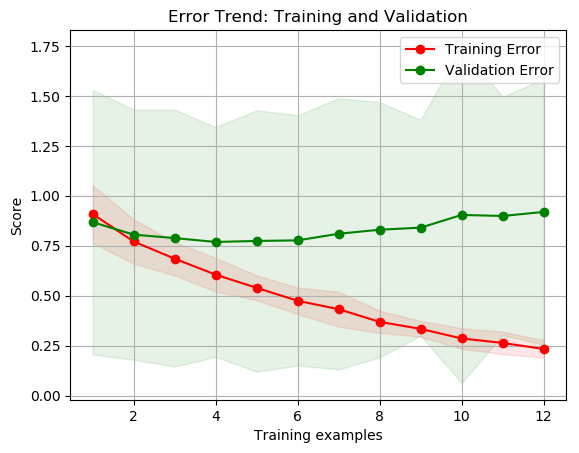 Error Trend: Training and Validation
Training Error
Validation Error
Score
1.75
1.50
1.25
1.00
0.75
0.50
0.25
0.00
2 4 6 8 10 12
Training examples